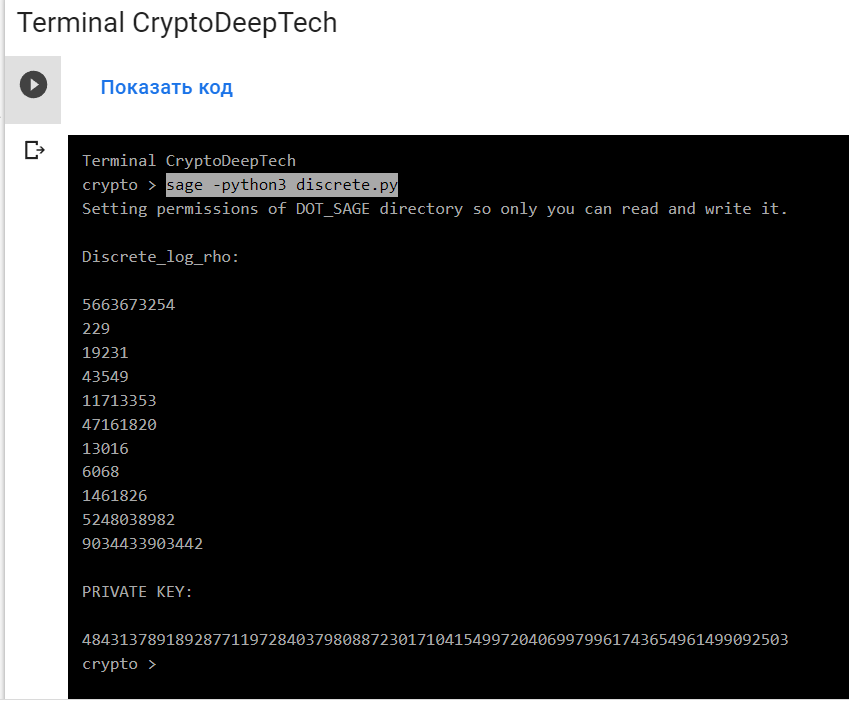 Terminal CryptoDeepTech
Показать код
Terminal CryptoDeepTech
crypto > sage -python3 discrete.py
Setting permissions of DOT_SAGE directory so only you can read and write it.
Discrete_log_rho:
5663673254
229
19231
43549
11713353
47161820
13016
6068
1461826
5248038982
9034433903442
PRIVATE KEY:
4843137891892877119728403798088723017104154997204069979961743654961499092503
crypto >